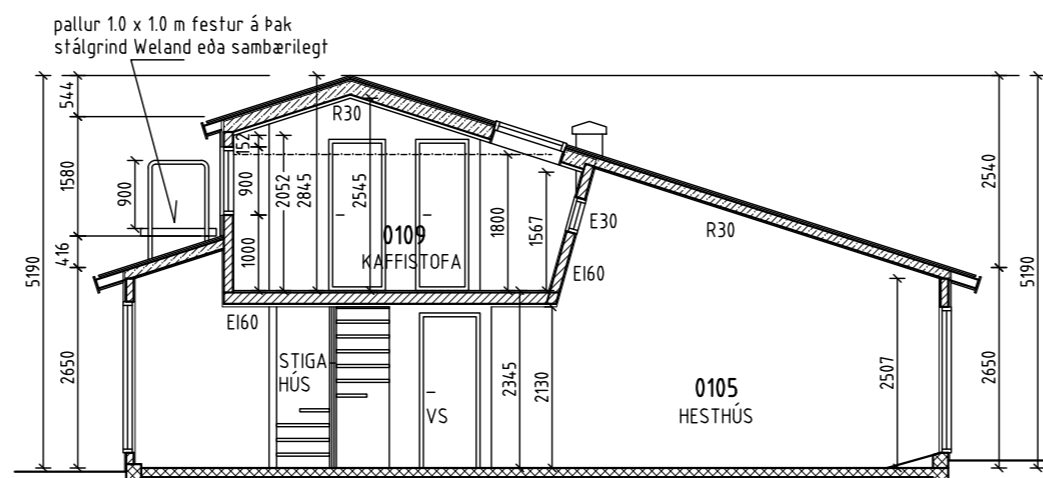 pallur 1.0 x 1.0 m festur á Þak
stálgrind Weland eða sambærilegt
5190
544
1580
416
2650
900
152
900
1000
2052
2845
2545
R30
0109
KAFFISTOFA
1800
1567
E30
EI60
R30
2540
2650
5190
EI60
STIGA
HÚS
VS
2345
2130
0105
HESTHÚS
2507